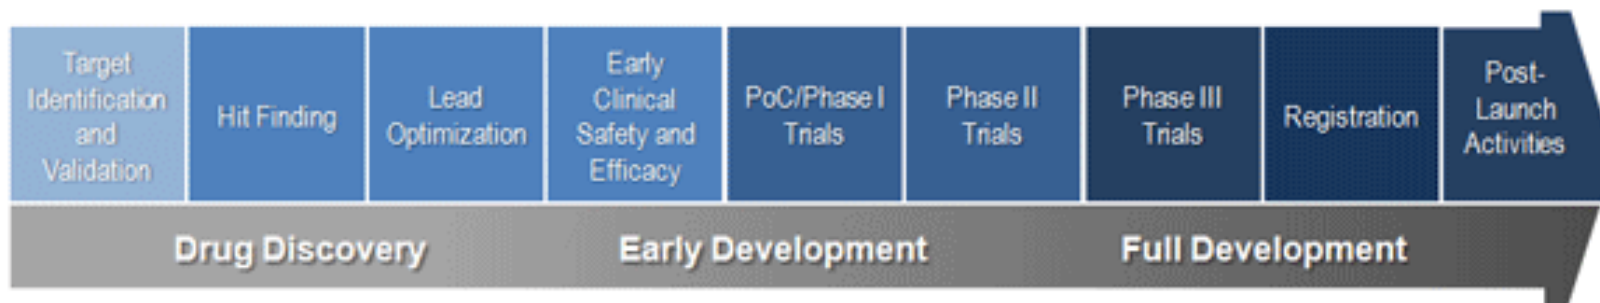 Target
Identification
and
Validation
Hit Finding
Lead
Optimization
Early
Clinical
Safety and
Efficacy
PoC/Phase I
Trials
Phase II
Trials
Phase III
Trials
Registration
Post-
Launch
Activities
Drug Discovery
Early Development
Full Development